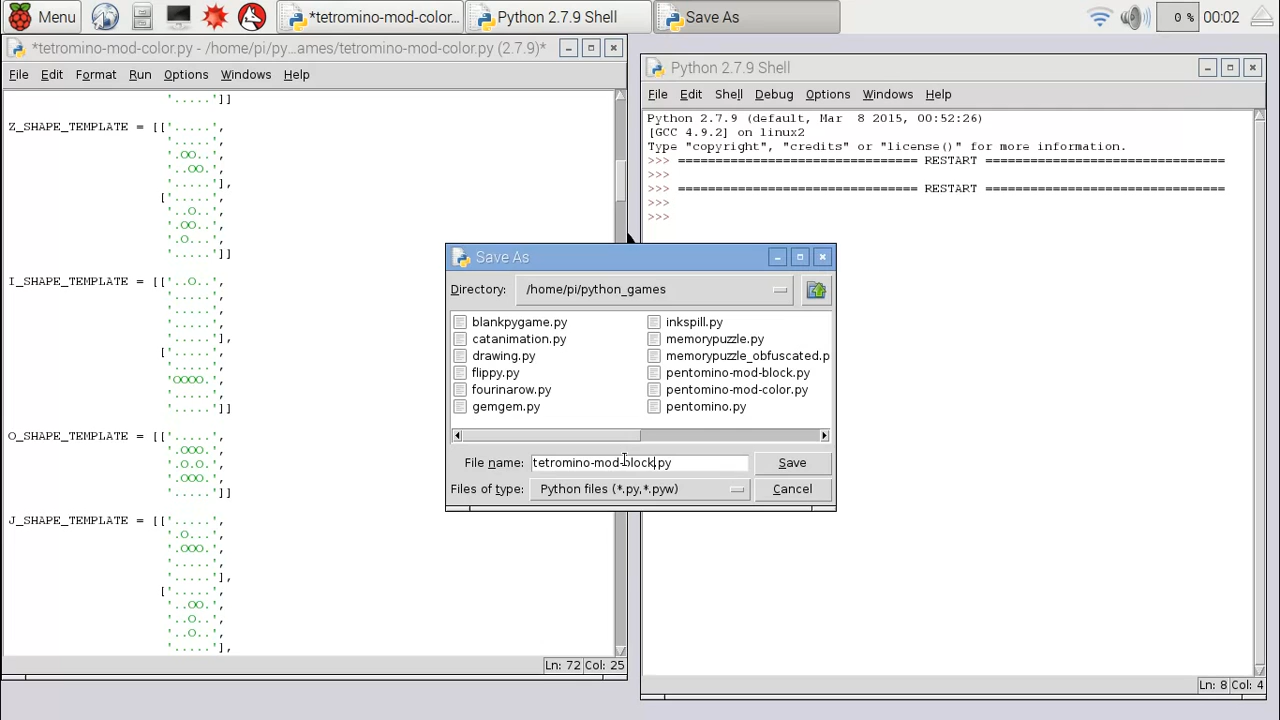 Menu
*tetromino-mod-color...
Python 2.7.9 Shell
Save As
0 %
00:02
*tetromino-mod-color.py - /home/pi/py...ames/tetromino-mod-color.py (2.7.9)*
File Edit Format Run Options Windows Help
'.....']]
Z_SHAPE_TEMPLATE = [['.....',
'.....',
'.OO..',
'..OO.',
'.....'],
['.....',
'..O..',
'.OO..',
'.O...',
'.....']]
I_SHAPE_TEMPLATE = [['..O..',
'.....',
'.....',
'.....',
'.....'],
['.....',
'.....',
'OOOO.',
'.....',
'.....']]
O_SHAPE_TEMPLATE = [['.....',
'.OOO.',
'.O.O.',
'.OOO.',
'.....']]
J_SHAPE_TEMPLATE = [['.....',
'.O...',
'.OOO.',
'.....',
'.....'],
['.....',
'..OO.',
'..O..',
'..O..',
'.....'],
Ln: 72 Col: 25
Python 2.7.9 Shell
File Edit Shell Debug Options Windows Help
Python 2.7.9 (default, Mar  8 2015, 00:52:26)
[GCC 4.9.2] on linux2
Type "copyright", "credits" or "license()" for more information.
>>> ================================ RESTART ================================
>>>
>>> ================================ RESTART ================================
>>>
>>>
Ln: 8 Col: 4
Save As
Directory: /home/pi/python_games
blankpygame.py
catanimation.py
drawing.py
flippy.py
fourinarow.py
gemgem.py
inkspill.py
memorypuzzle.py
memorypuzzle_obfuscated.p
pentomino-mod-block.py
pentomino-mod-color.py
pentomino.py
File name: tetromino-mod-block.py Save
Files of type: Python files (*.py,*.pyw) Cancel